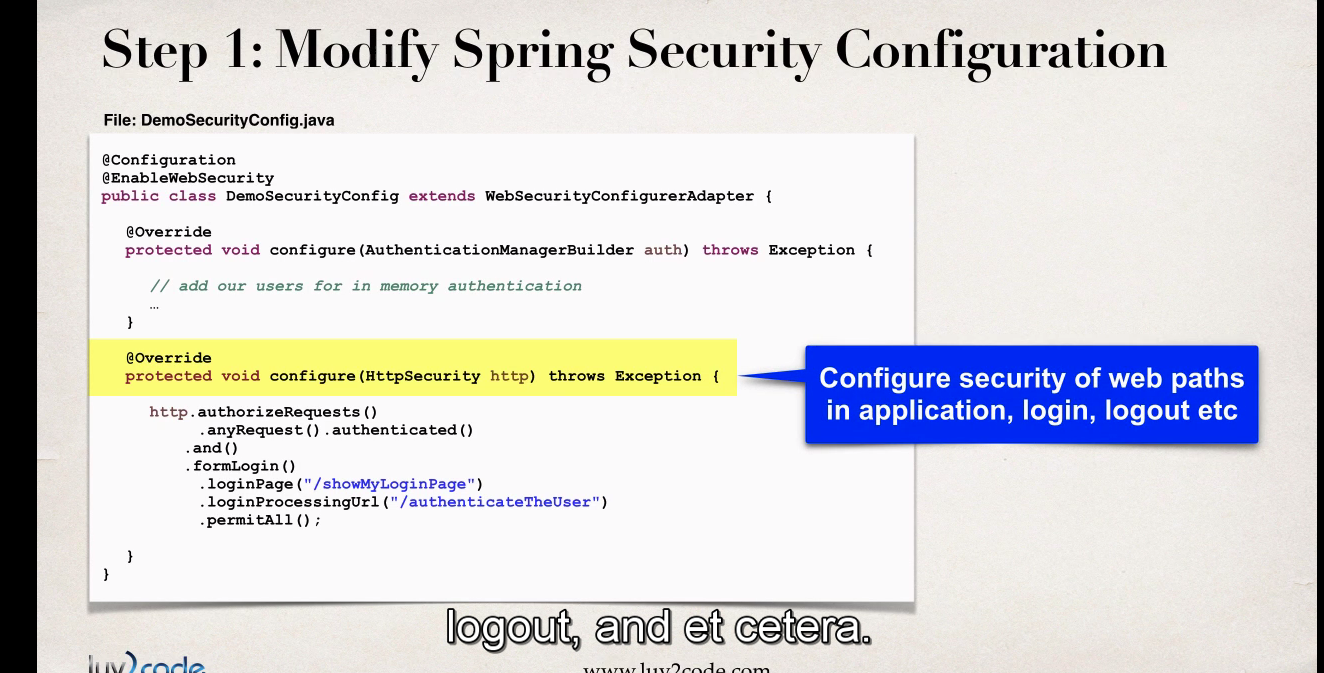 Step 1: Modify Spring Security Configuration
File: DemoSecurityConfig.java
@Configuration
@EnableWebSecurity
public class DemoSecurityConfig extends WebSecurityConfigurerAdapter {
@Override
protected void configure(AuthenticationManagerBuilder auth) throws Exception {
// add our users for in memory authentication
…
}
@Override
protected void configure(HttpSecurity http) throws Exception {
http.authorizeRequests()
.anyRequest().authenticated()
.and()
.formLogin()
.loginPage("/showMyLoginPage")
.loginProcessingUrl("/authenticateTheUser")
.permitAll();
}
}
Configure security of web paths
in application, login, logout etc
logout, and et cetera.
luv2code
www.luv2code.com